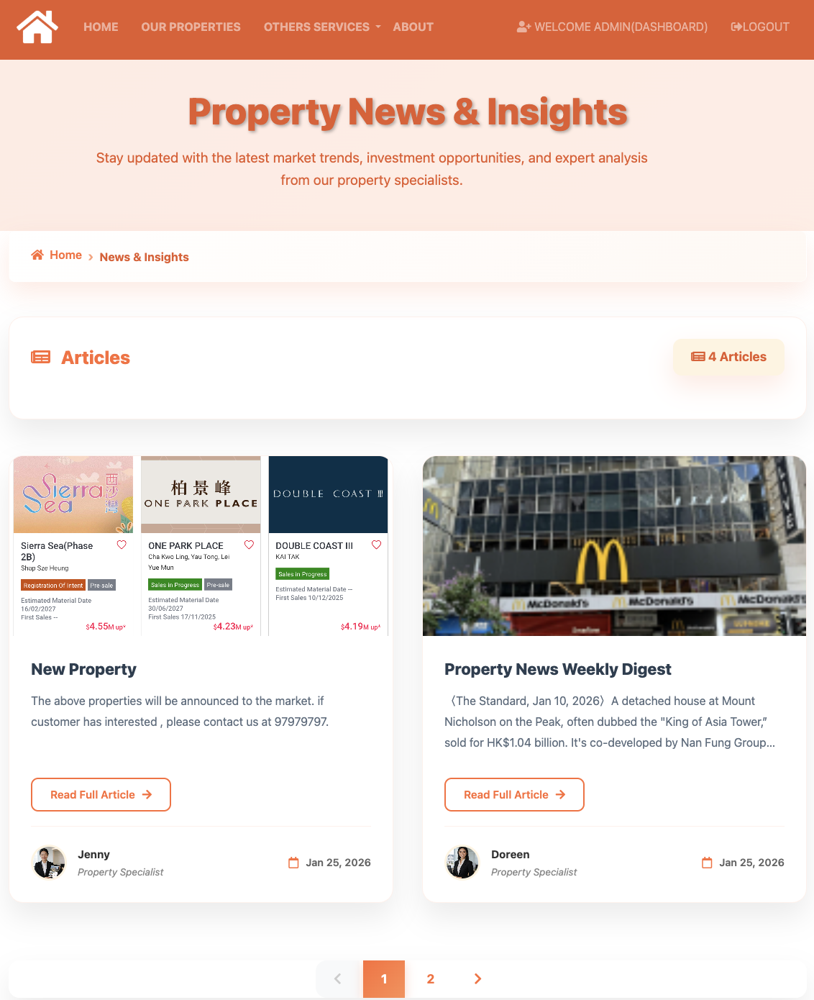 HOME
OUR PROPERTIES
OTHERS SERVICES
ABOUT
WELCOME ADMIN(DASHBOARD)
LOGOUT
Property News & Insights
Stay updated with the latest market trends, investment opportunities, and expert analysis
from our property specialists.
Home › News & Insights
Articles
4 Articles
Sierra Sea 西沙灣
柏景峰
ONE PARK PLACE
DOUBLE COAST III
Sierra Sea(Phase
2B)
Shap Sze Heung
Registration Of Intent
Pre-sale
Estimated Material Date
16/02/2027
First Sales --
$4.55M up*
ONE PARK PLACE
Cha Kwo Ling, Yau Tong, Lei
Yue Mun
Sales in Progress
Pre-sale
Estimated Material Date
30/06/2027
First Sales 17/11/2025
$4.23M up*
DOUBLE COAST III
KAI TAK
Sales in Progress
Estimated Material Date --
First Sales 10/12/2025
$4.19M up*
McDonald's
McDonald's
McDonald's
New Property
The above properties will be announced to the market. if
customer has interested , please contact us at 97979797.
Read Full Article
Jenny
Property Specialist
Jan 25, 2026
Property News Weekly Digest
〈The Standard, Jan 10, 2026〉A detached house at Mount
Nicholson on the Peak, often dubbed the "King of Asia Tower,”
sold for HK$1.04 billion. It's co-developed by Nan Fung Group...
Read Full Article
Doreen
Property Specialist
Jan 25, 2026
1
2